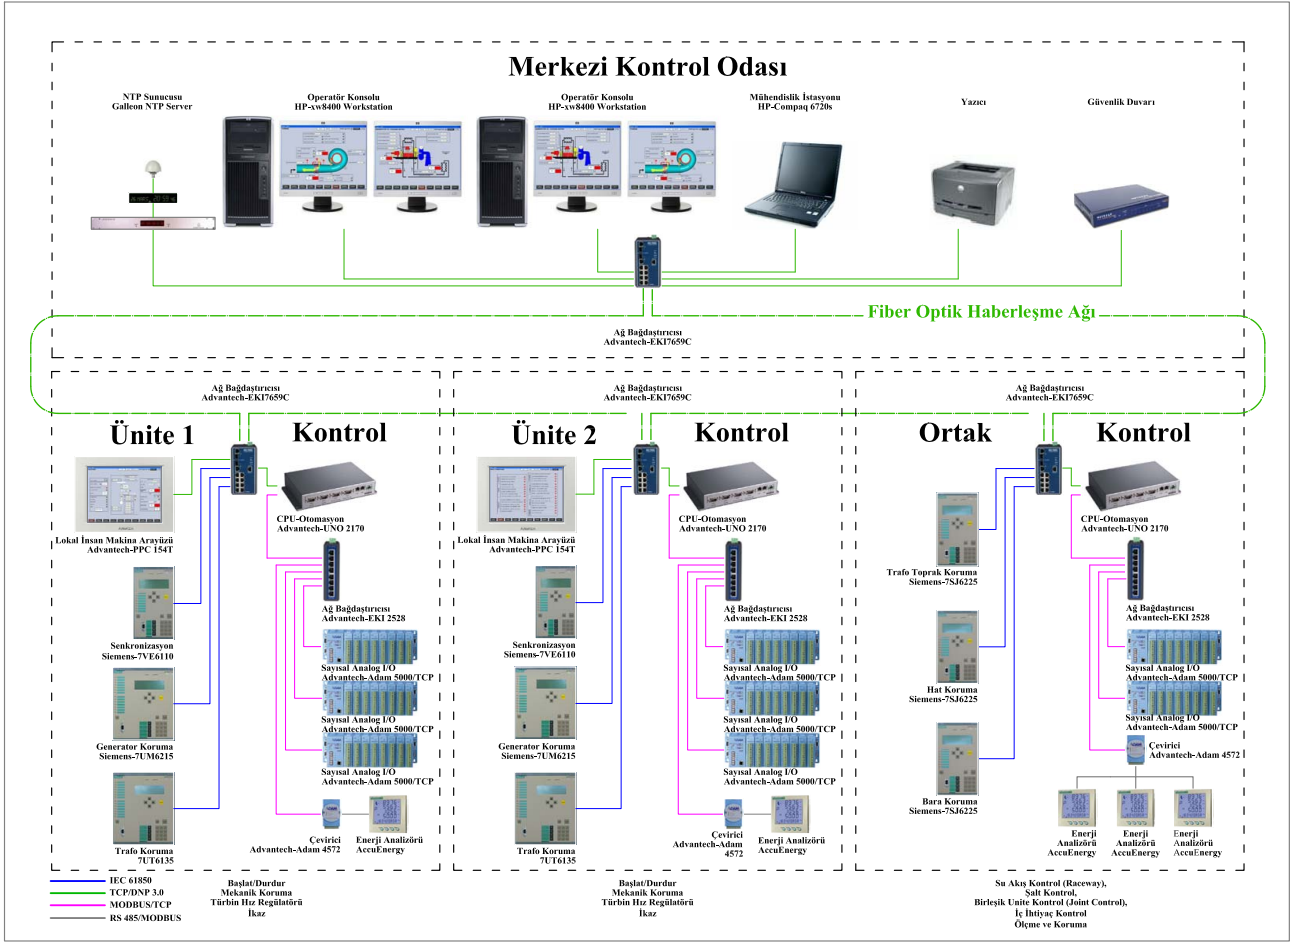 Merkezi Kontrol Odası
NTP Sunucusu
Galleon NTP Server
Operatör Konsolu
HP-xw8400 Workstation
Operatör Konsolu
HP-xw8400 Workstation
Mühendislik İstasyonu
HP-Compaq 6720s
Yazıcı
Güvenlik Duvarı
Fiber Optik Haberleşme Ağı
Ağ Bağdaştırıcısı
Advantech-EKI7659C
Ağ Bağdaştırıcısı
Advantech-EKI7659C
Ünite 1
Kontrol
CPU-Otomasyon
Advantech-UNO 2170
Lokal İnsan Makina Arayüzü
Advantech-PPC 154T
Ağ Bağdaştırıcısı
Advantech-EKI 2528
Senkronizasyon
Siemens-7VE6110
Sayısal Analog I/O
Advantech-Adam 5000/TCP
Sayısal Analog I/O
Advantech-Adam 5000/TCP
Generator Koruma
Siemens-7UM6215
Sayısal Analog I/O
Advantech-Adam 5000/TCP
Trafo Koruma
7UT6135
Çevirici
Advantech-Adam 4572
Enerji Analizörü
AccuEnergy
Ağ Bağdaştırıcısı
Advantech-EKI7659C
Ünite 2
Kontrol
CPU-Otomasyon
Advantech-UNO 2170
Lokal İnsan Makina Arayüzü
Advantech-PPC 154T
Ağ Bağdaştırıcısı
Advantech-EKI 2528
Senkronizasyon
Siemens-7VE6110
Sayısal Analog I/O
Advantech-Adam 5000/TCP
Sayısal Analog I/O
Advantech-Adam 5000/TCP
Generator Koruma
Siemens-7UM6215
Sayısal Analog I/O
Advantech-Adam 5000/TCP
Trafo Koruma
7UT6135
Çevirici
Advantech-Adam
4572
Enerji Analizörü
AccuEnergy
Ağ Bağdaştırıcısı
Advantech-EKI7659C
Ortak
Kontrol
CPU-Otomasyon
Advantech-UNO 2170
Trafo Toprak Koruma
Siemens-7SJ6225
Ağ Bağdaştırıcısı
Advantech-EKI 2528
Sayısal Analog I/O
Advantech-Adam 5000/TCP
Hat Koruma
Siemens-7SJ6225
Sayısal Analog I/O
Advantech-Adam 5000/TCP
Çevirici
Advantech-Adam 4572
Bara Koruma
Siemens-7SJ6225
Enerji
Analizörü
AccuEnergy
Enerji
Analizörü
AccuEnergy
Enerji
Analizörü
AccuEnergy
IEC 61850
TCP/DNP 3.0
MODBUS/TCP
RS 485/MODBUS
Başlat/Durdur
Mekanik Koruma
Türbin Hız Regülatörü
İkaz
Başlat/Durdur
Mekanik Koruma
Türbin Hız Regülatörü
İkaz
Su Akış Kontrol (Raceway),
Şalt Kontrol,
Birleşik Unite Kontrol (Joint Control),
İç İhtiyaç Kontrol
Ölçme ve Koruma